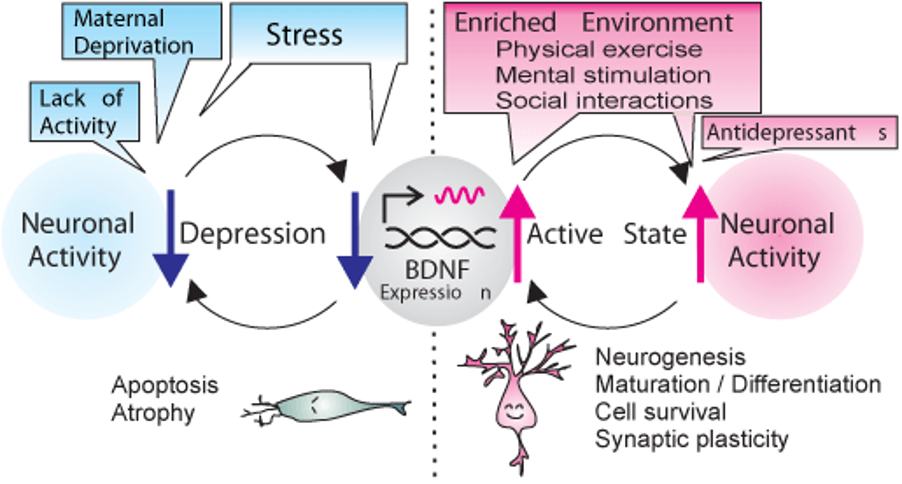 Maternal
Deprivation
Stress
Lack of
Activity
Enriched Environment
Physical exercise
Mental stimulation
Social interactions
Antidepressant s
Neuronal
Activity
Depression
BDNF
Expressio n
Active State
Neuronal
Activity
Apoptosis
Atrophy
Neurogenesis
Maturation / Differentiation
Cell survival
Synaptic plasticity